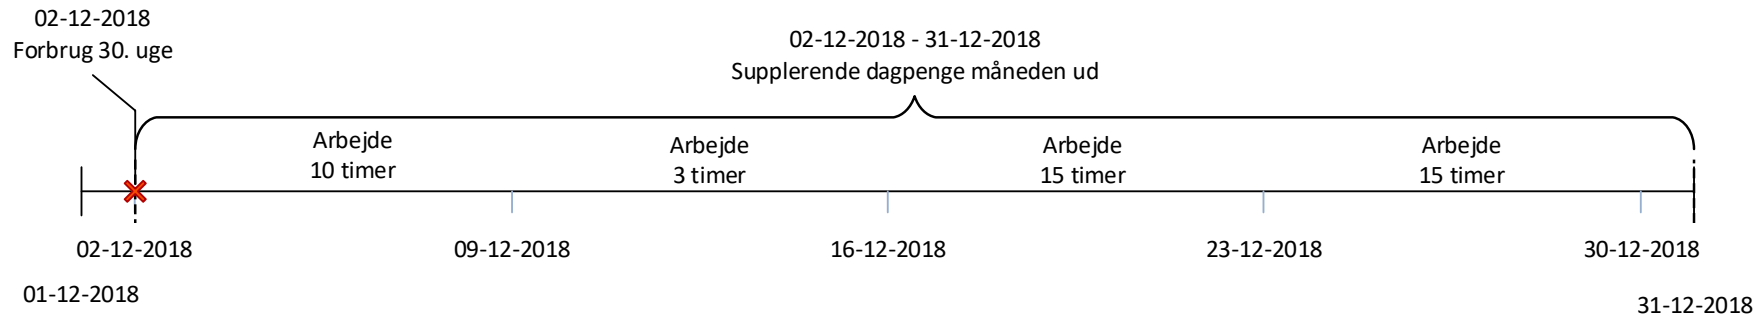 02-12-2018
Forbrug 30. uge
02-12-2018 - 31-12-2018
Supplerende dagpenge måneden ud
Arbejde
10 timer
Arbejde
3 timer
Arbejde
15 timer
Arbejde
15 timer
02-12-2018
09-12-2018
16-12-2018
23-12-2018
30-12-2018
01-12-2018
31-12-2018